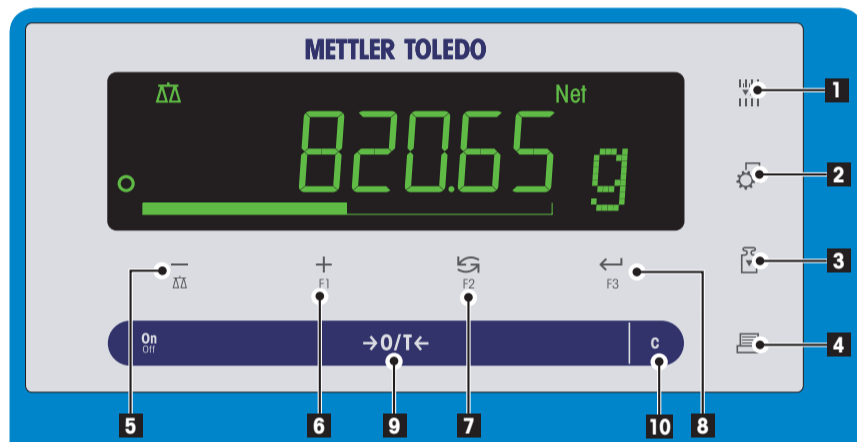 METTLER TOLEDO
Net
820.65 g
1
2
3
4
F1
F2
F3
On
Off
→0/T←
C
5
6
9
7
10
8